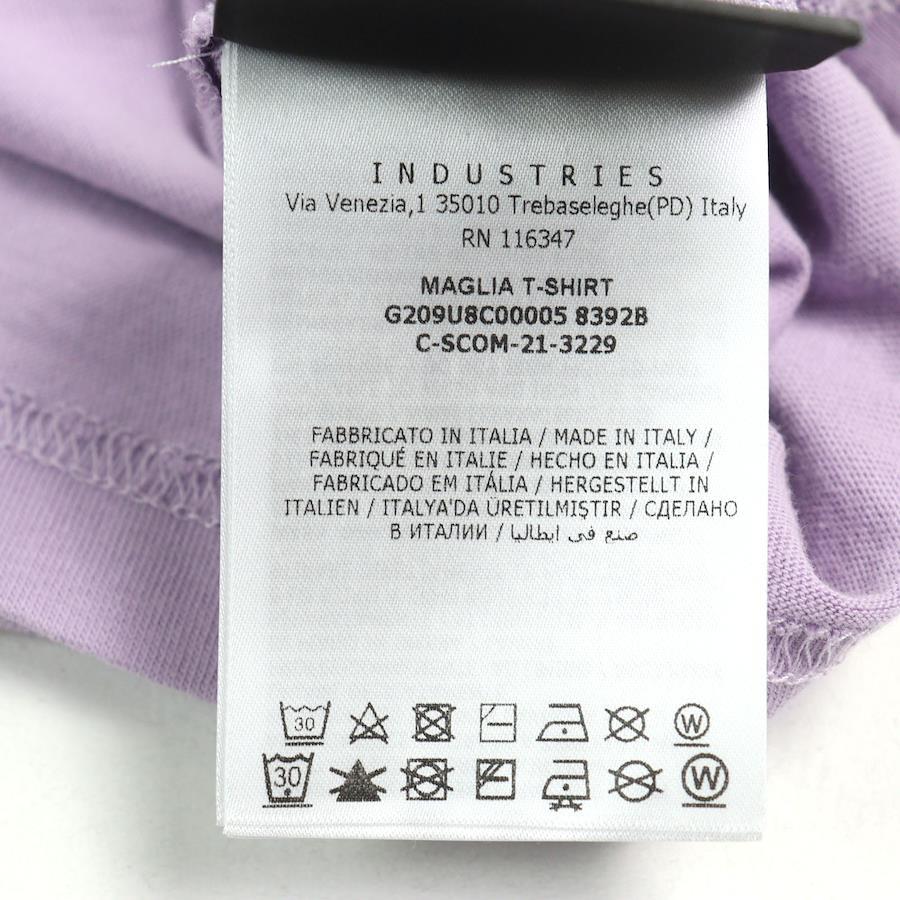 INDUSTRIES
Via Venezia,1 35010 Trebaseleghe(PD) Italy
RN 116347
MAGLIA T-SHIRT
G209U8C00005 8392B
C-SCOM-21-3229
FABBRICATO IN ITALIA / MADE IN ITALY /
FABRIQUÉ EN ITALIE / HECHO EN ITALIA /
FABRICADO EM ITÁLIA / HERGESTELLT IN
ITALIEN / ITALYA'DA ÜRETILMIŞTIR / СДЕЛАНО
В ИТАЛИИ / صنع في ايطاليا
30 W
30 W